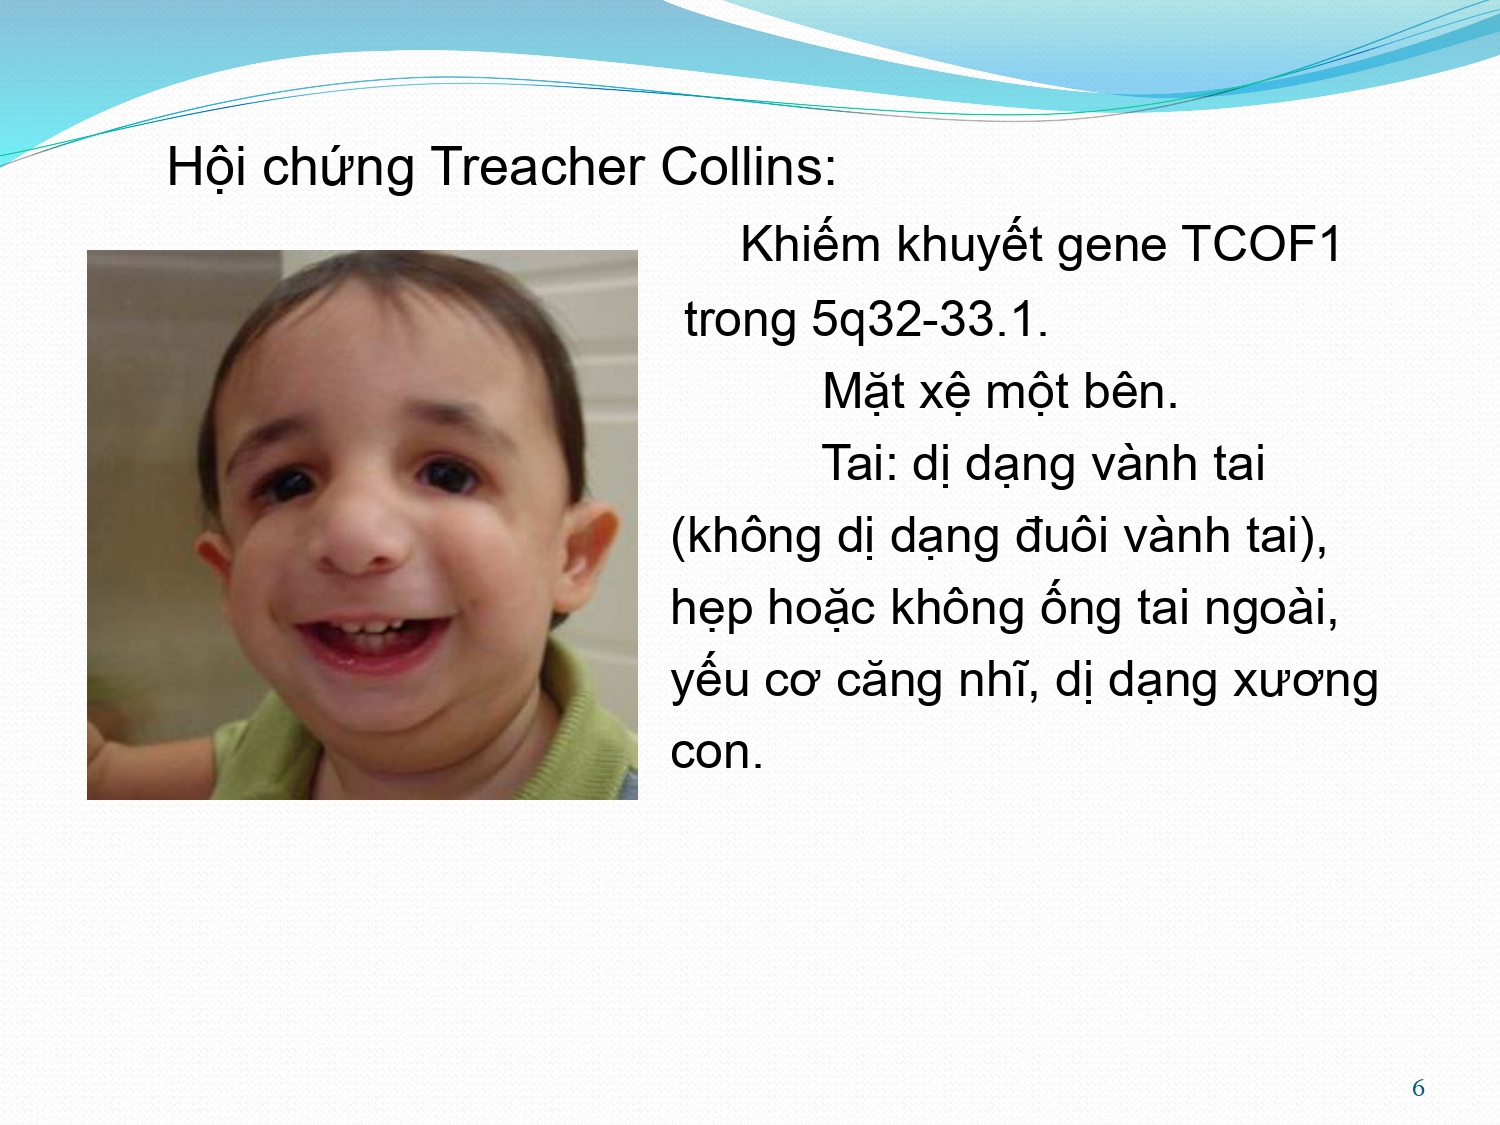 Hội chứng Treacher Collins:
Khiếm khuyết gene TCOF1
trong 5q32-33.1.
Mặt xệ một bên.
Tai: dị dạng vành tai
(không dị dạng đuôi vành tai),
hẹp hoặc không ống tai ngoài,
yếu cơ căng nhĩ, dị dạng xương
con.
6